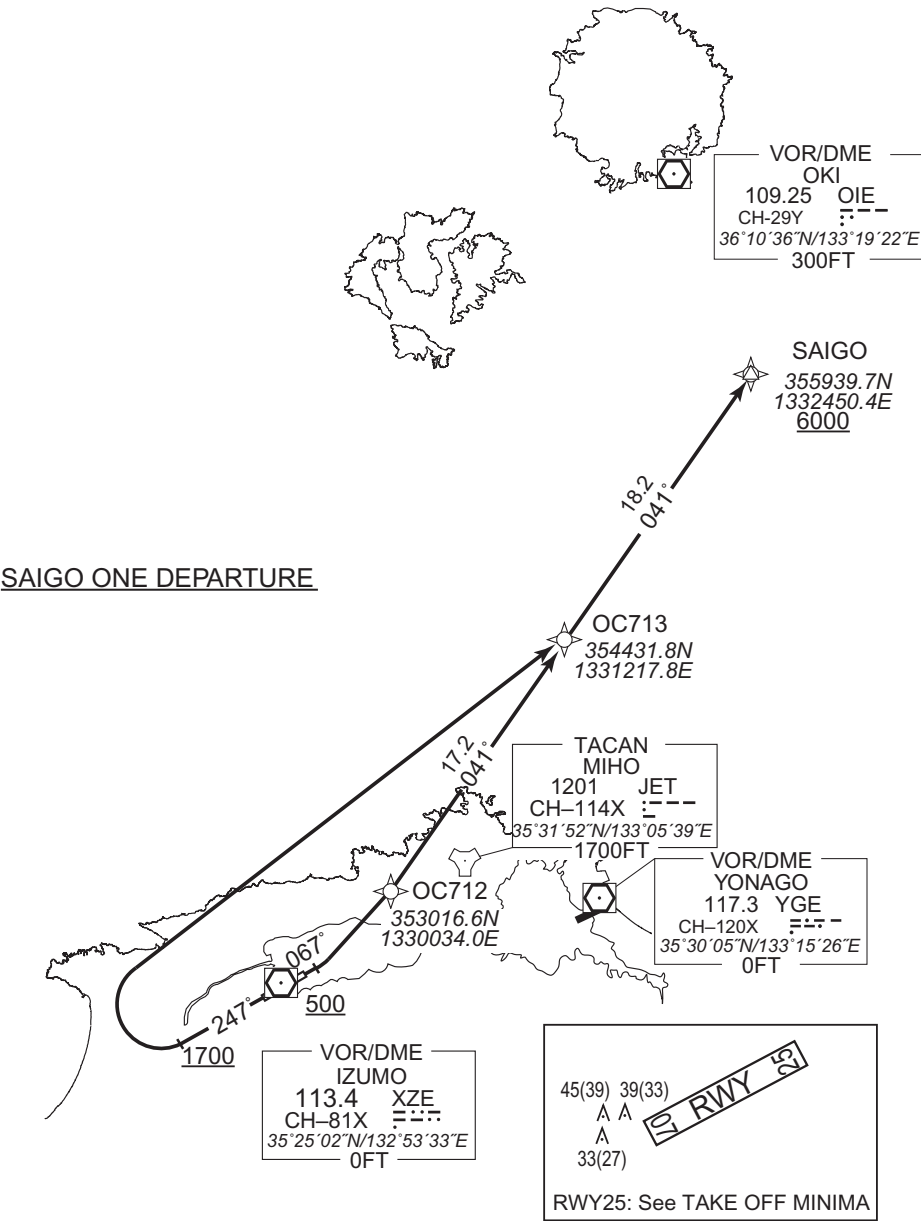 VOR/DME
OKI
109.25 OIE
CH-29Y
36°10´36˝N/133°19´22˝E
300FT
SAIGO
355939.7N
1332450.4E
6000
18.2
041°
SAIGO ONE DEPARTURE
OC713
354431.8N
1331217.8E
17.2
041°
TACAN
MIHO
1201 JET
CH–114X
35°31´52˝N/133°05´39˝E
1700FT
VOR/DME
YONAGO
117.3 YGE
CH–120X
35°30´05˝N/133°15´26˝E
0FT
OC712
353016.6N
1330034.0E
067°
500
247°
1700
VOR/DME
IZUMO
113.4 XZE
CH–81X
35°25´02˝N/132°53´33˝E
0FT
45(39) 39(33)
33(27)
07 RWY 25
RWY25: See TAKE OFF MINIMA